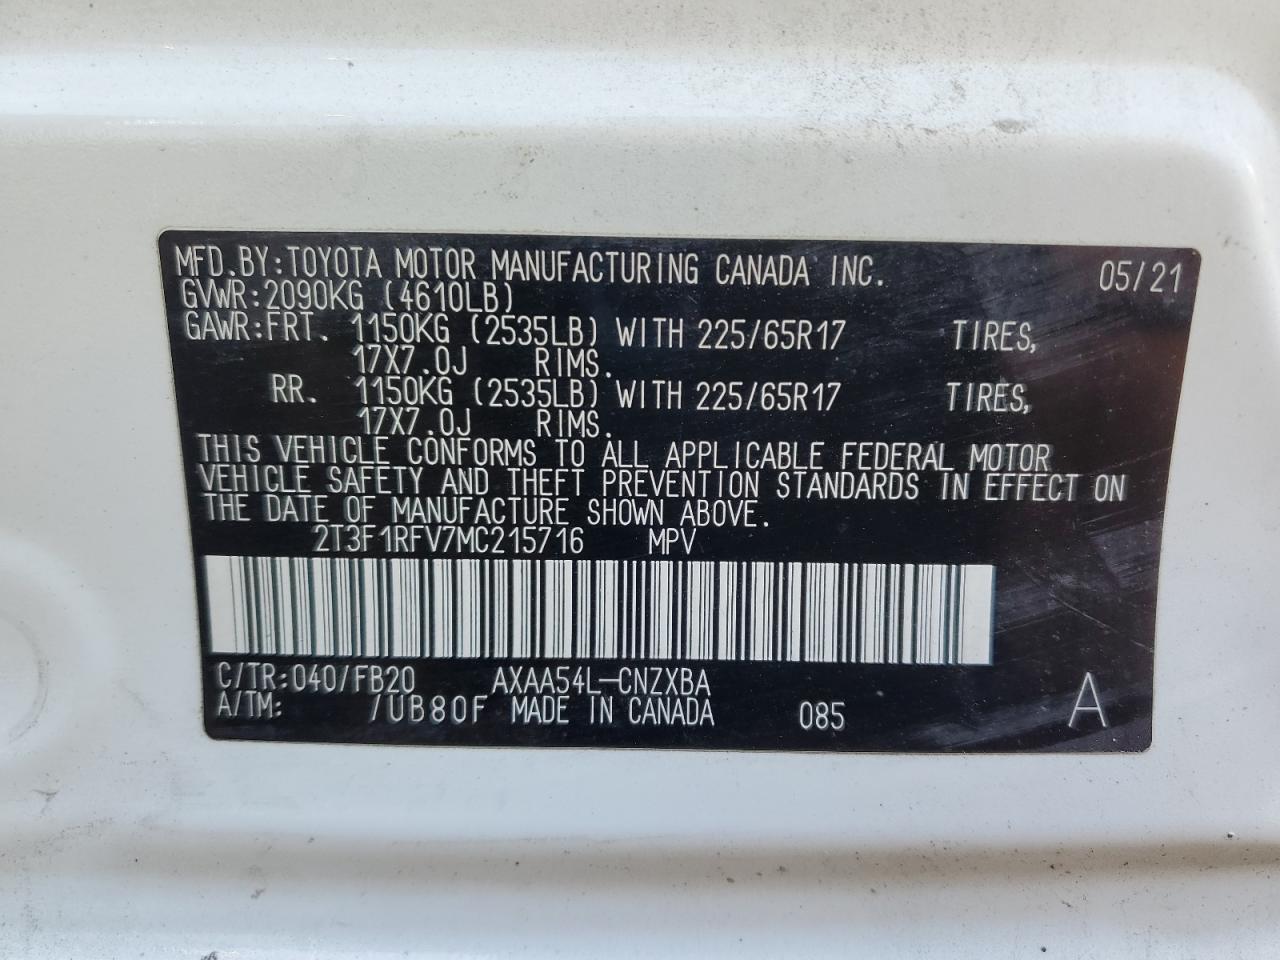 MFD.BY:TOYOTA MOTOR MANUFACTURING CANADA INC. 05/21
GVWR:2090KG (4610LB)
GAWR:FRT. 1150KG (2535LB) WITH 225/65R17 TIRES,
17X7.0J RIMS.
RR. 1150KG (2535LB) WITH 225/65R17 TIRES,
17X7.0J RIMS.
THIS VEHICLE CONFORMS TO ALL APPLICABLE FEDERAL MOTOR
VEHICLE SAFETY AND THEFT PREVENTION STANDARDS IN EFFECT ON
THE DATE OF MANUFACTURE SHOWN ABOVE.
2T3F1RFV7MC215716 MPV
C/TR:040/FB20 AXAA54L-CNZXBA
A/TM: /UB80F MADE IN CANADA 085 A